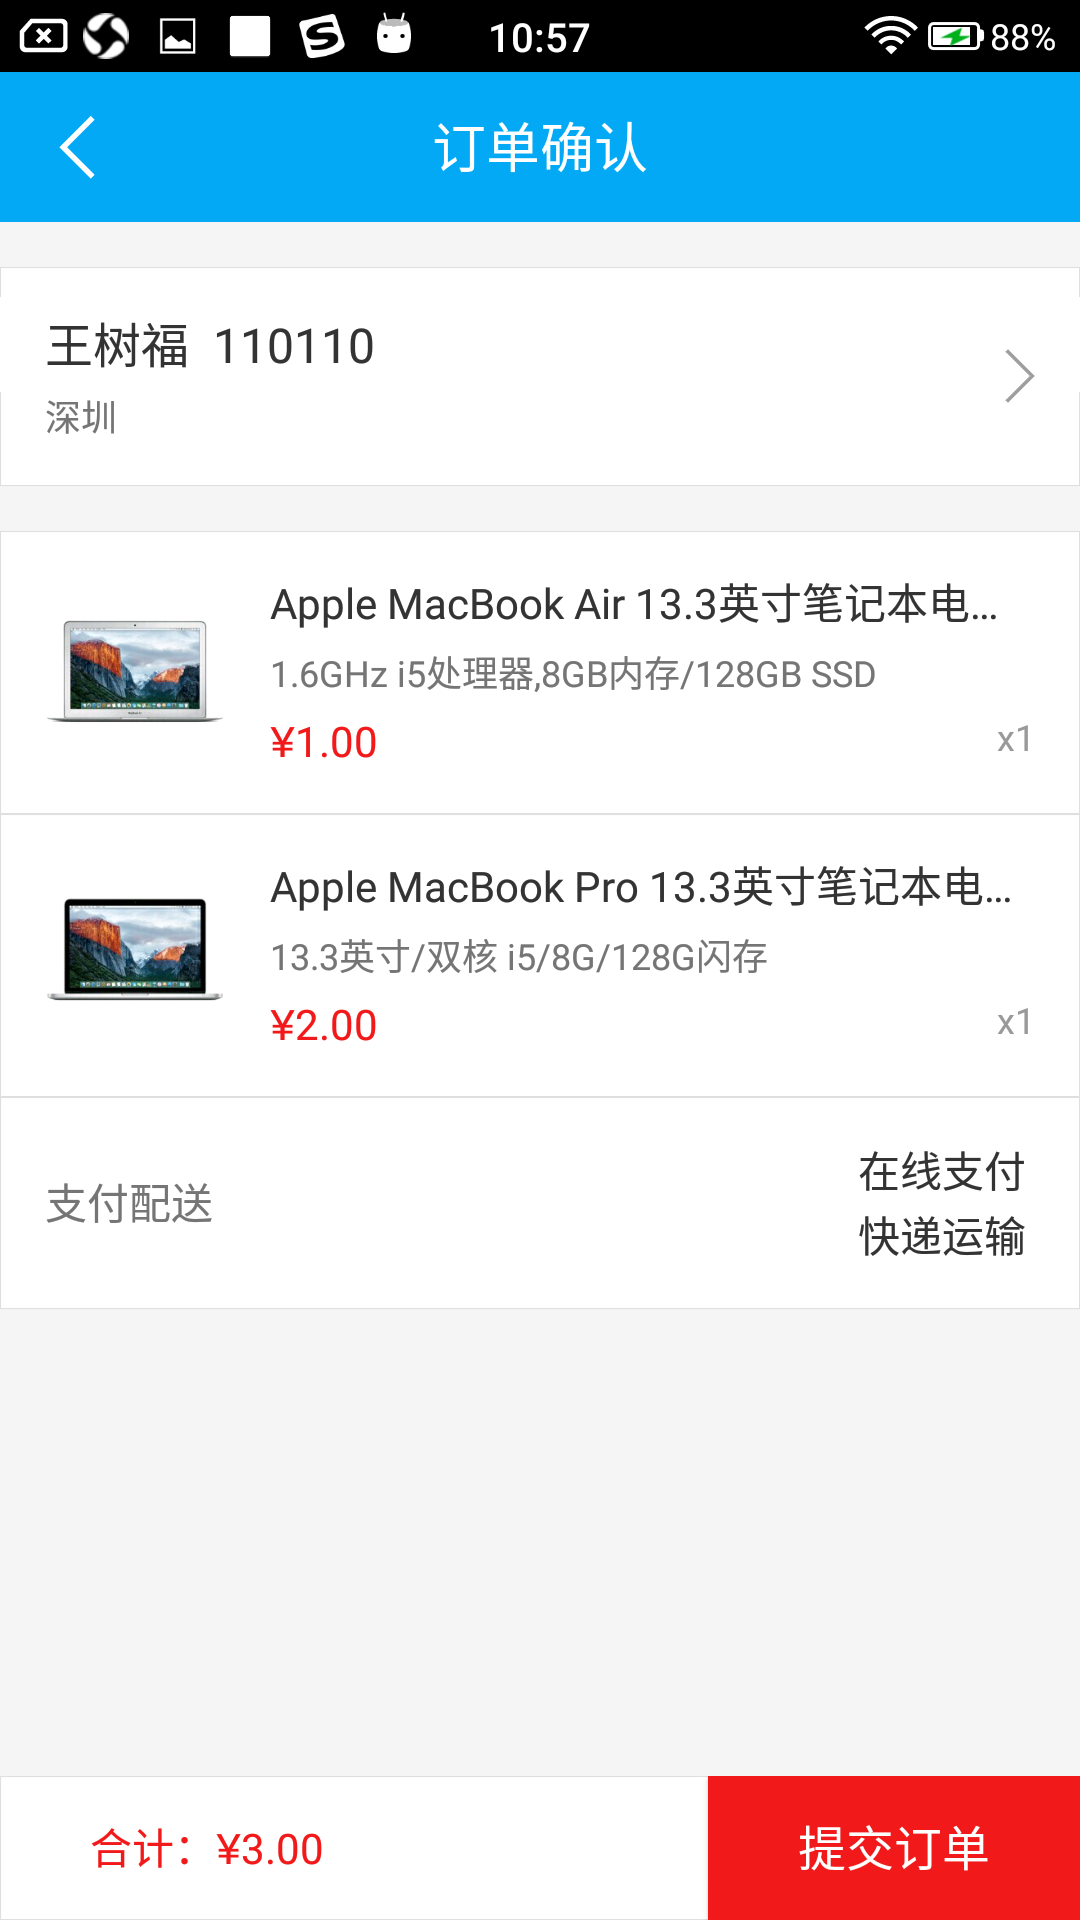 10:57
88%
订单确认
王树福 110110
深圳
Apple MacBook Air 13.3英寸笔记本电...
1.6GHz i5处理器,8GB内存/128GB SSD
¥1.00
x1
Apple MacBook Pro 13.3英寸笔记本电...
13.3英寸/双核 i5/8G/128G闪存
¥2.00
x1
支付配送
在线支付
快递运输
合计：¥3.00
提交订单